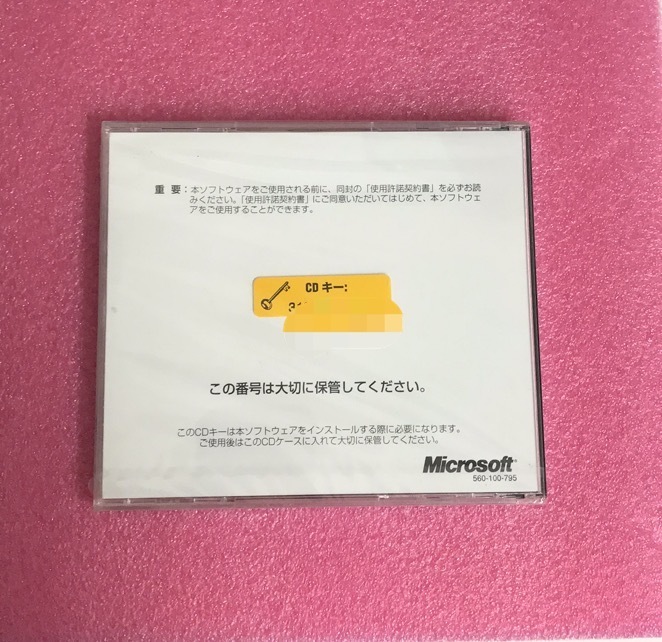 重 要：本ソフトウェアをご使用される前に、同封の「使用許諾契約書」を必ずお読
みください。「使用許諾契約書」にご同意いただいてはじめて、本ソフトウェ
アをご使用することができます。
CD キー:
この番号は大切に保管してください。
このCDキーは本ソフトウェアをインストールする際に必要になります。
ご使用後はこのCDケースに入れて大切に保管してください。
Microsoft®
560-100-795